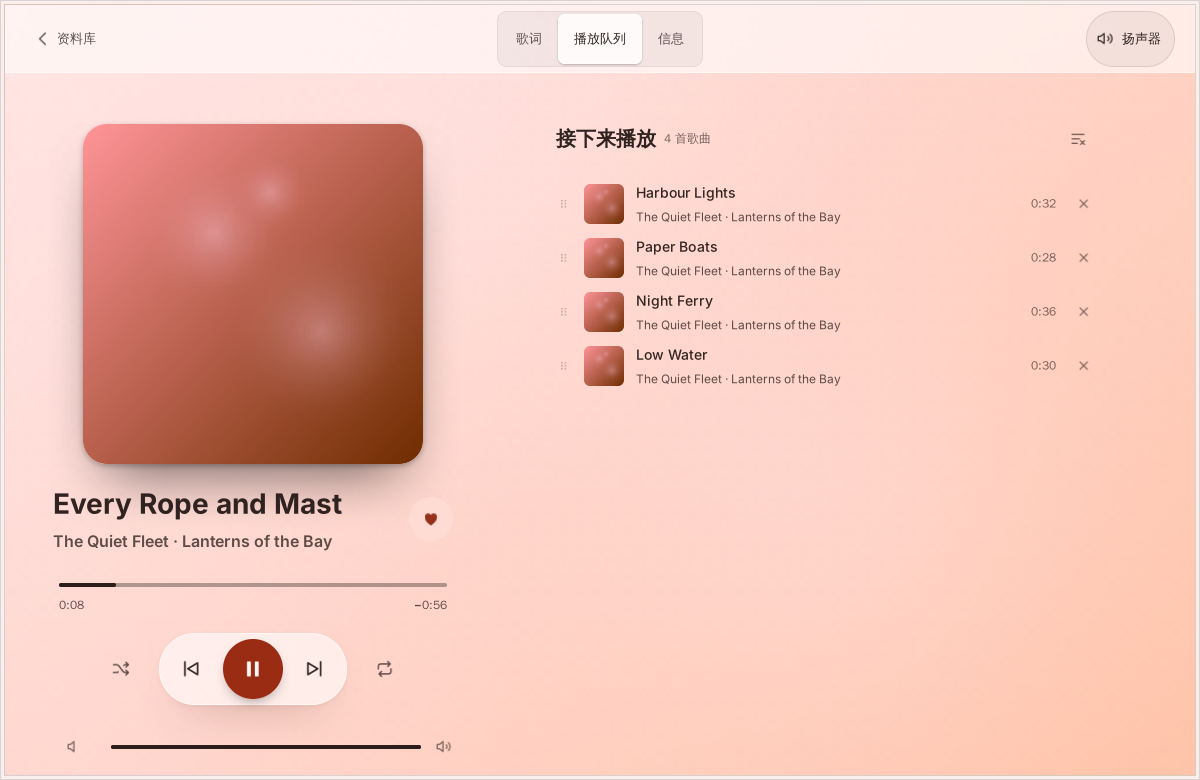 资料库
歌词 播放队列 信息
扬声器
接下来播放 4 首歌曲
Harbour Lights
The Quiet Fleet · Lanterns of the Bay
0:32
Paper Boats
The Quiet Fleet · Lanterns of the Bay
0:28
Night Ferry
The Quiet Fleet · Lanterns of the Bay
0:36
Low Water
The Quiet Fleet · Lanterns of the Bay
0:30
Every Rope and Mast
The Quiet Fleet · Lanterns of the Bay
0:08
−0:56